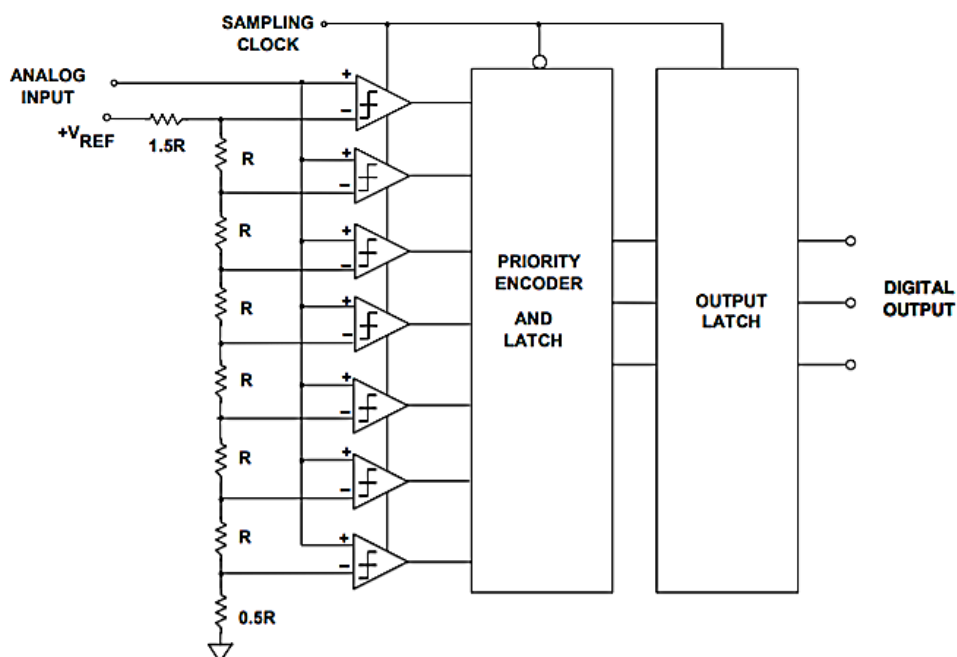 SAMPLING
CLOCK
ANALOG
INPUT
+VREF
1.5R
R
R
R
R
R
R
0.5R
+
−
+
−
+
−
+
−
+
−
+
−
+
−
PRIORITY
ENCODER
AND
LATCH
OUTPUT
LATCH
DIGITAL
OUTPUT